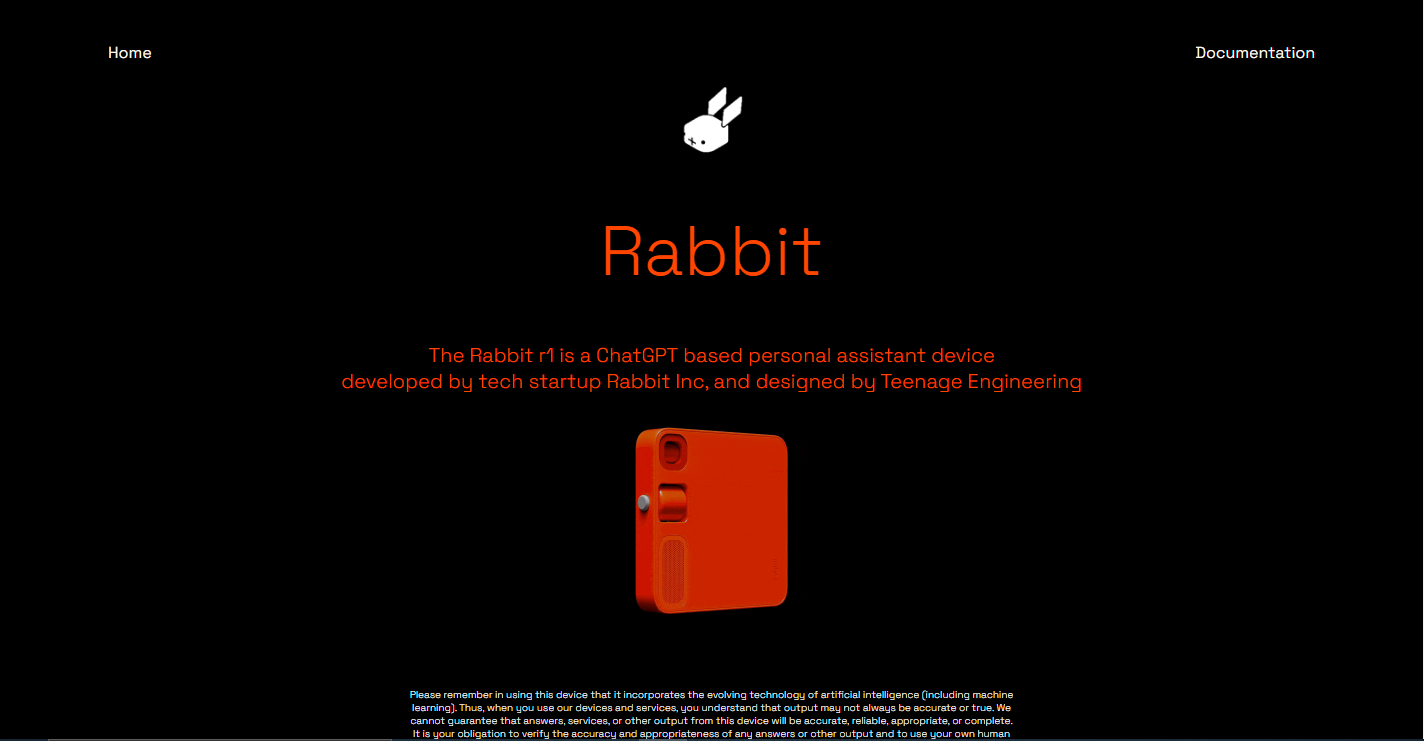 Home
Documentation
Rabbit
The Rabbit r1 is a ChatGPT based personal assistant device
developed by tech startup Rabbit Inc, and designed by Teenage Engineering
Please remember in using this device that it incorporates the evolving technology of artificial intelligence (including machine
learning). Thus, when you use our devices and services, you understand that output may not always be accurate or true. We
cannot guarantee that answers, services, or other output from this device will be accurate, reliable, appropriate, or complete.
It is your obligation to verify the accuracy and appropriateness of any answers or other output and to use your own human